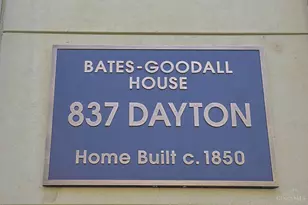 BATES-GOODALL
HOUSE
837 DAYTON
Home Built c. 1850